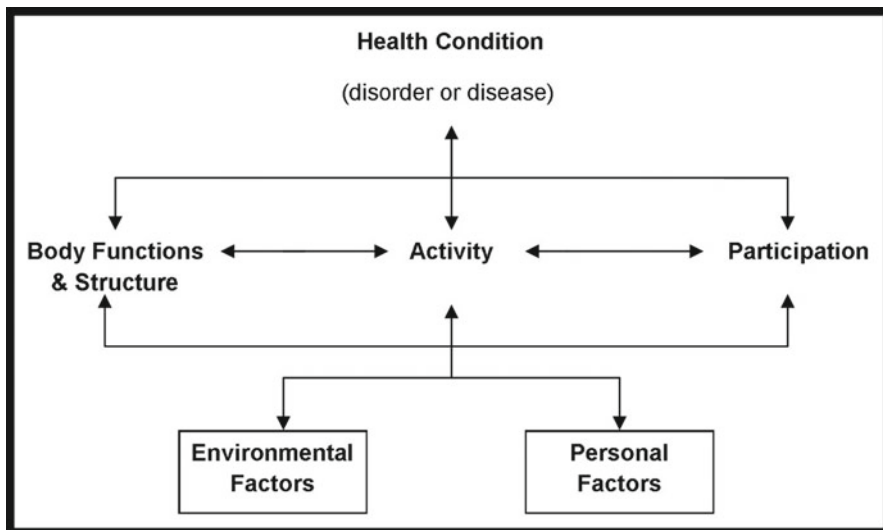 Health Condition
(disorder or disease)
Body Functions
& Structure
Activity
Participation
Environmental
Factors
Personal
Factors